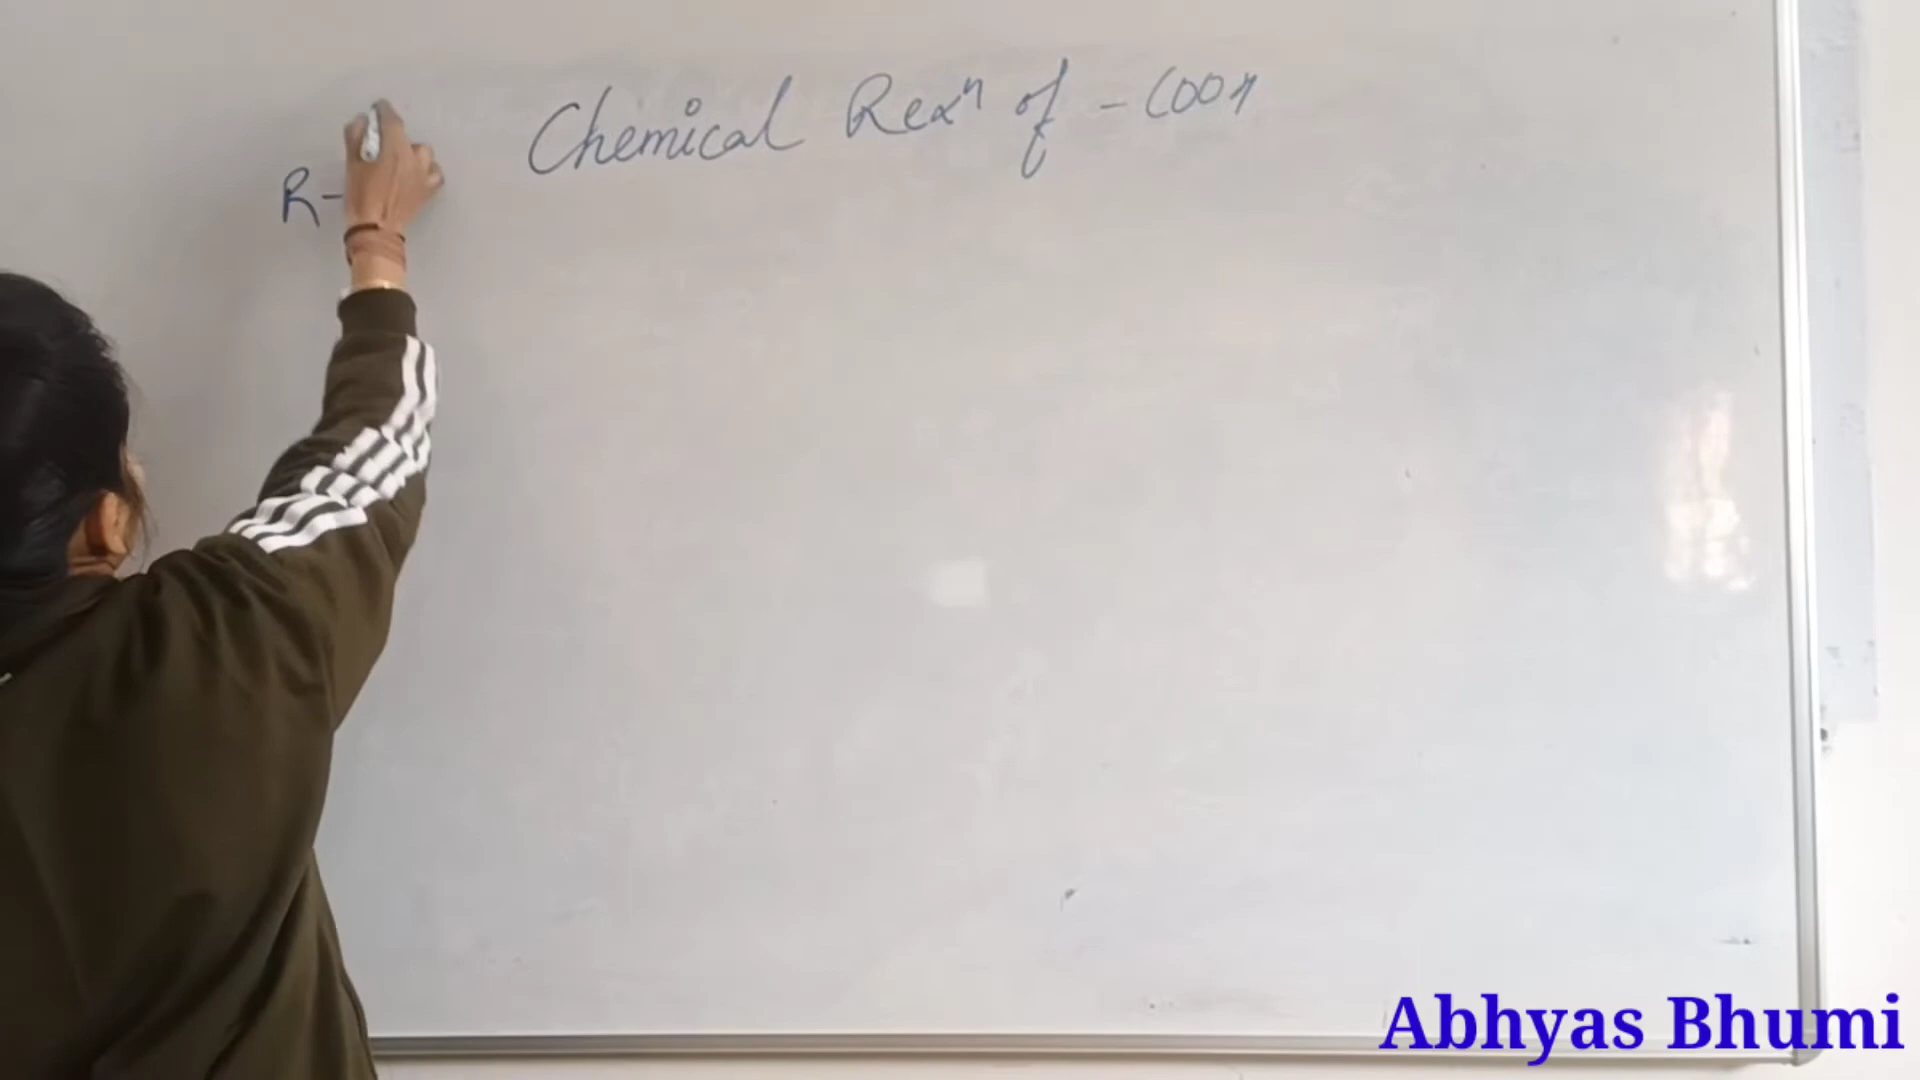 Chemical Rexⁿ of - COOH
R-
Abhyas Bhumi